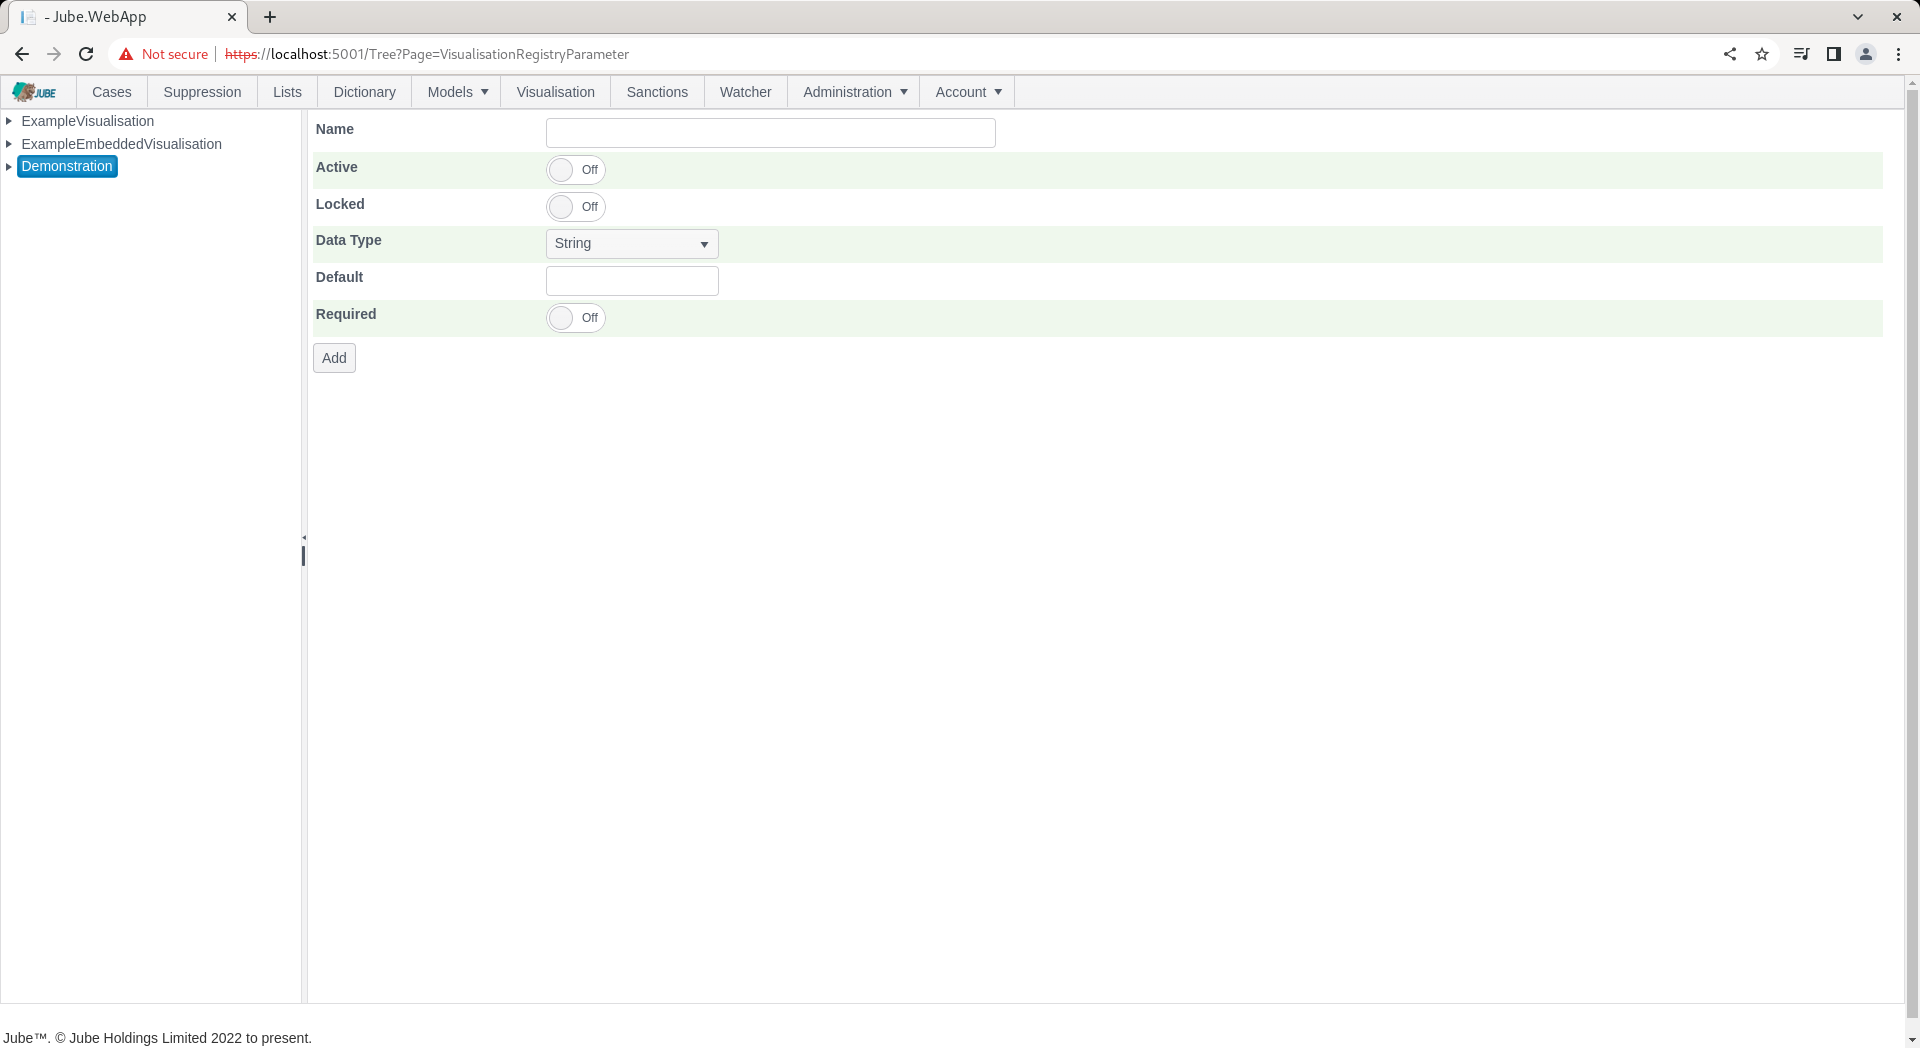 - Jube.WebApp
Not secure https://localhost:5001/Tree?Page=VisualisationRegistryParameter
JUBE Cases Suppression Lists Dictionary Models Visualisation Sanctions Watcher Administration Account
ExampleVisualisation
ExampleEmbeddedVisualisation
Demonstration
Name
Active Off
Locked Off
Data Type String
Default
Required Off
Add
Jube™. © Jube Holdings Limited 2022 to present.